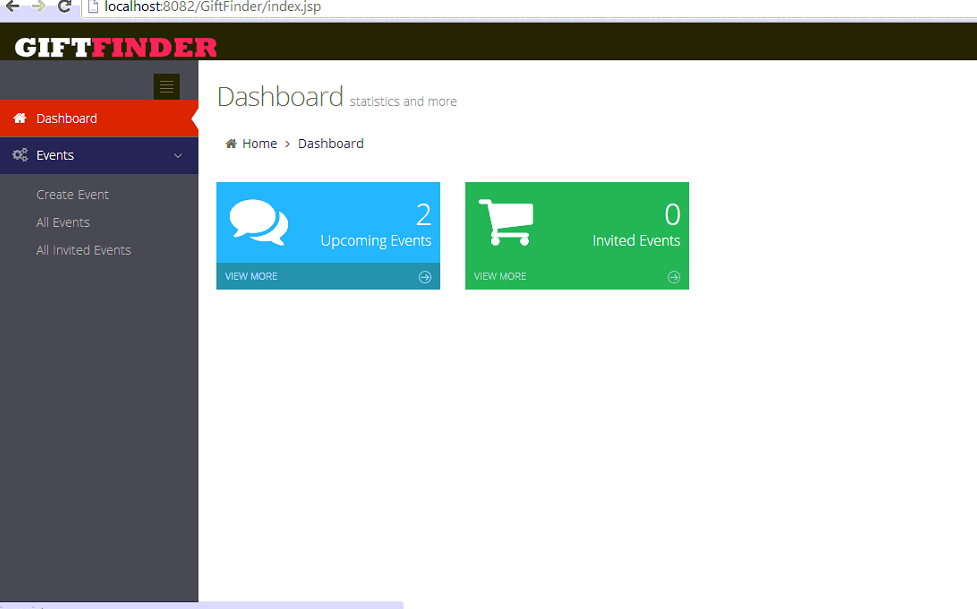 localhost:8082/GiftFinder/index.jsp
GIFTFINDER
Dashboard
Events
Create Event
All Events
All Invited Events
Dashboard statistics and more
Home > Dashboard
2
Upcoming Events
VIEW MORE
0
Invited Events
VIEW MORE